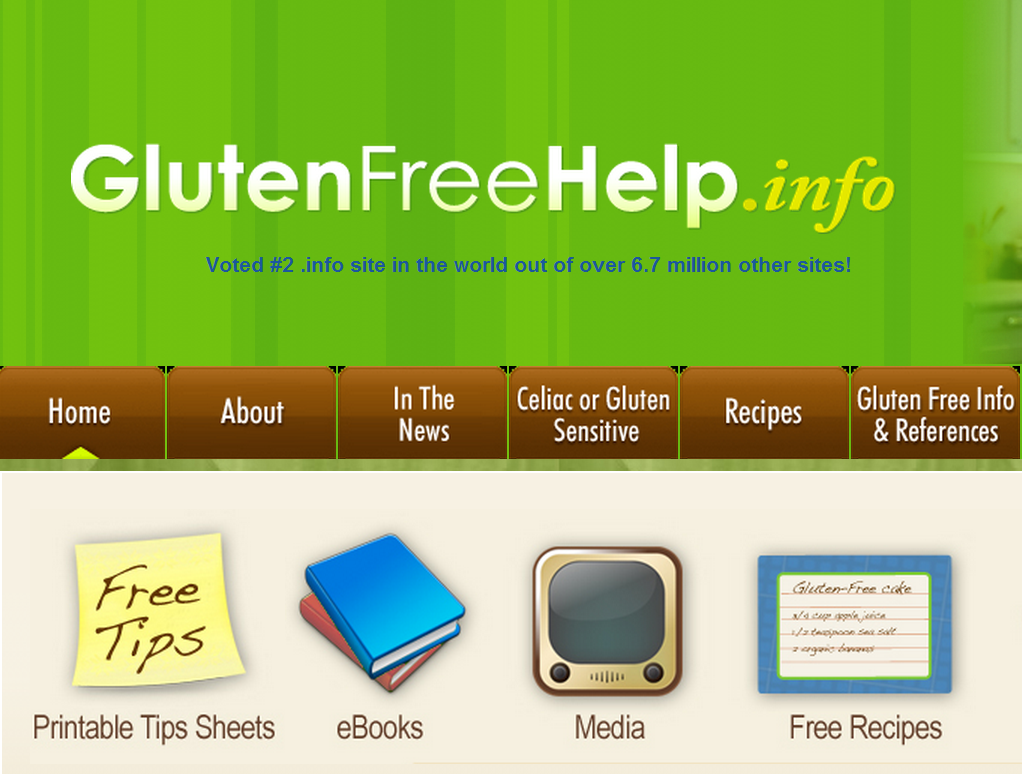 GlutenFreeHelp.info
Voted #2 .info site in the world out of over 6.7 million other sites!
Home
About
In The
News
Celiac or Gluten
Sensitive
Recipes
Gluten Free Info
& References
Free
Tips
Gluten-Free cake
3/4 cup apple juice
1/2 teaspoon sea salt
2 organic bananas
Printable Tips Sheets
eBooks
Media
Free Recipes